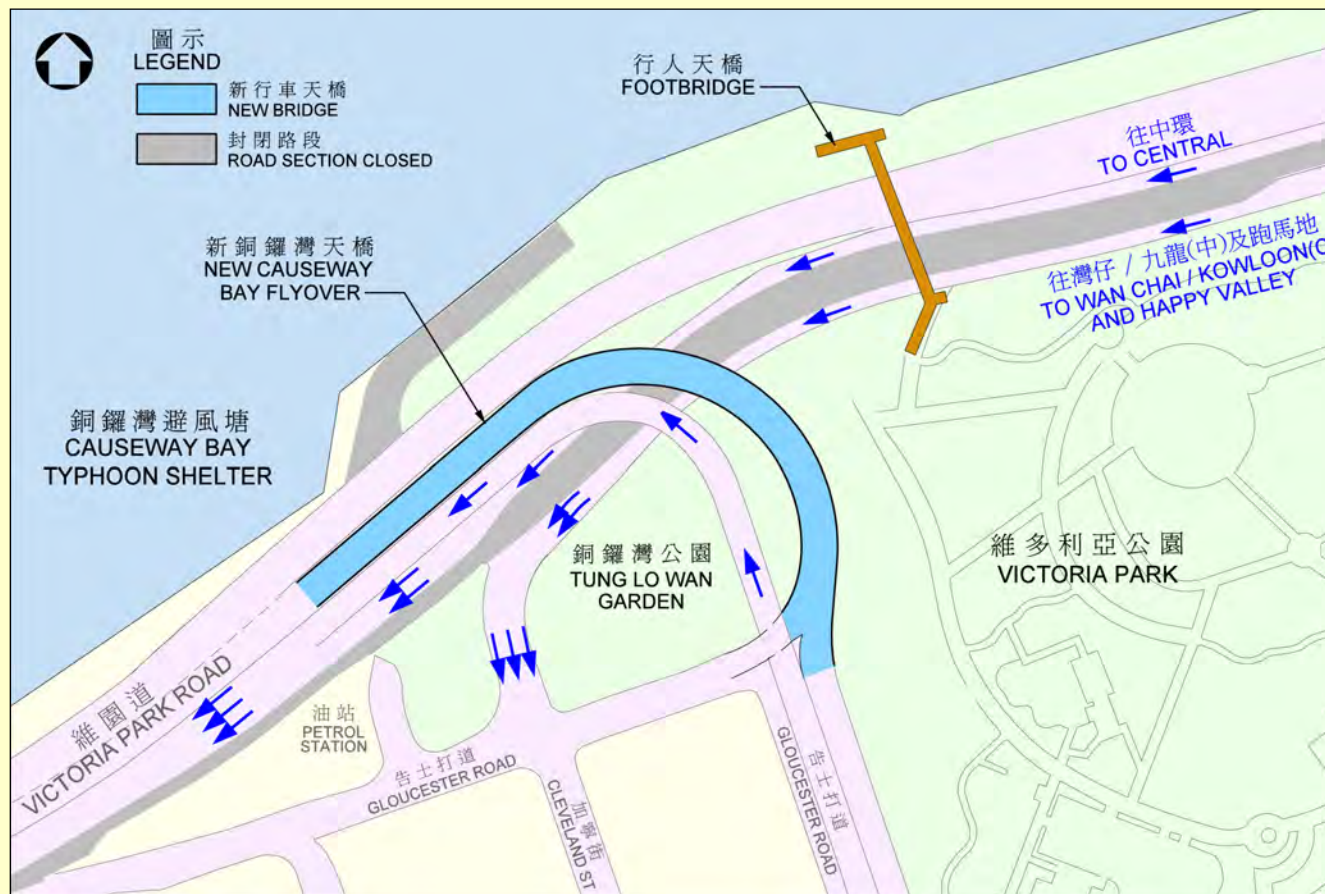 圖示
LEGEND
新行車天橋
NEW BRIDGE
封閉路段
ROAD SECTION CLOSED
行人天橋
FOOTBRIDGE
往中環
TO CENTRAL
新銅鑼灣天橋
NEW CAUSEWAY
BAY FLYOVER
往灣仔 / 九龍(中)及跑馬地
TO WAN CHAI / KOWLOON(C
AND HAPPY VALLEY
銅鑼灣避風塘
CAUSEWAY BAY
TYPHOON SHELTER
銅鑼灣公園
TUNG LO WAN
GARDEN
維多利亞公園
VICTORIA PARK
維園道
VICTORIA PARK ROAD
油站
PETROL
STATION
告士打道
GLOUCESTER ROAD
加寧街
CLEVELAND ST
告士打道
GLOUCESTER ROAD